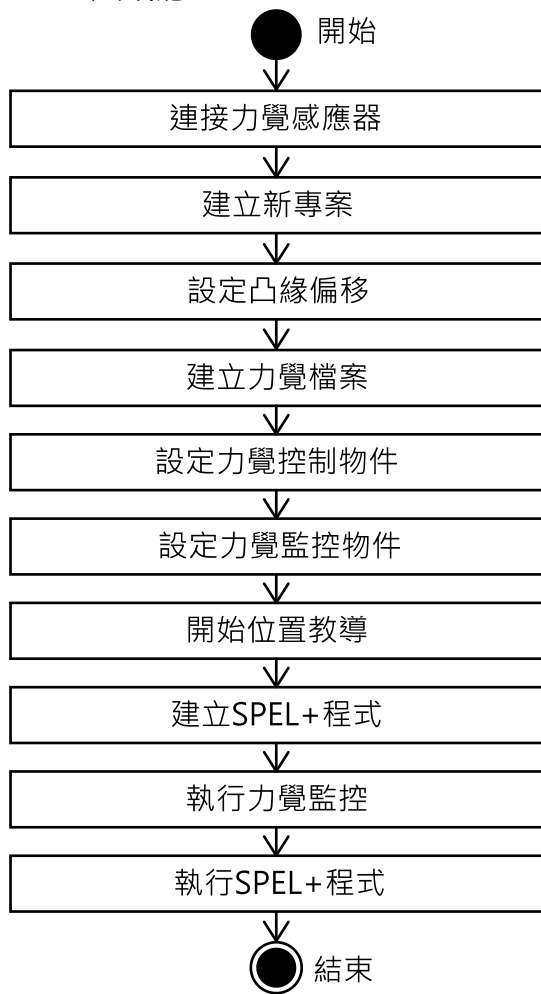 開始
連接力覺感應器
建立新專案
設定凸緣偏移
建立力覺檔案
設定力覺控制物件
設定力覺監控物件
開始位置教導
建立SPEL+程式
執行力覺監控
執行SPEL+程式
結束